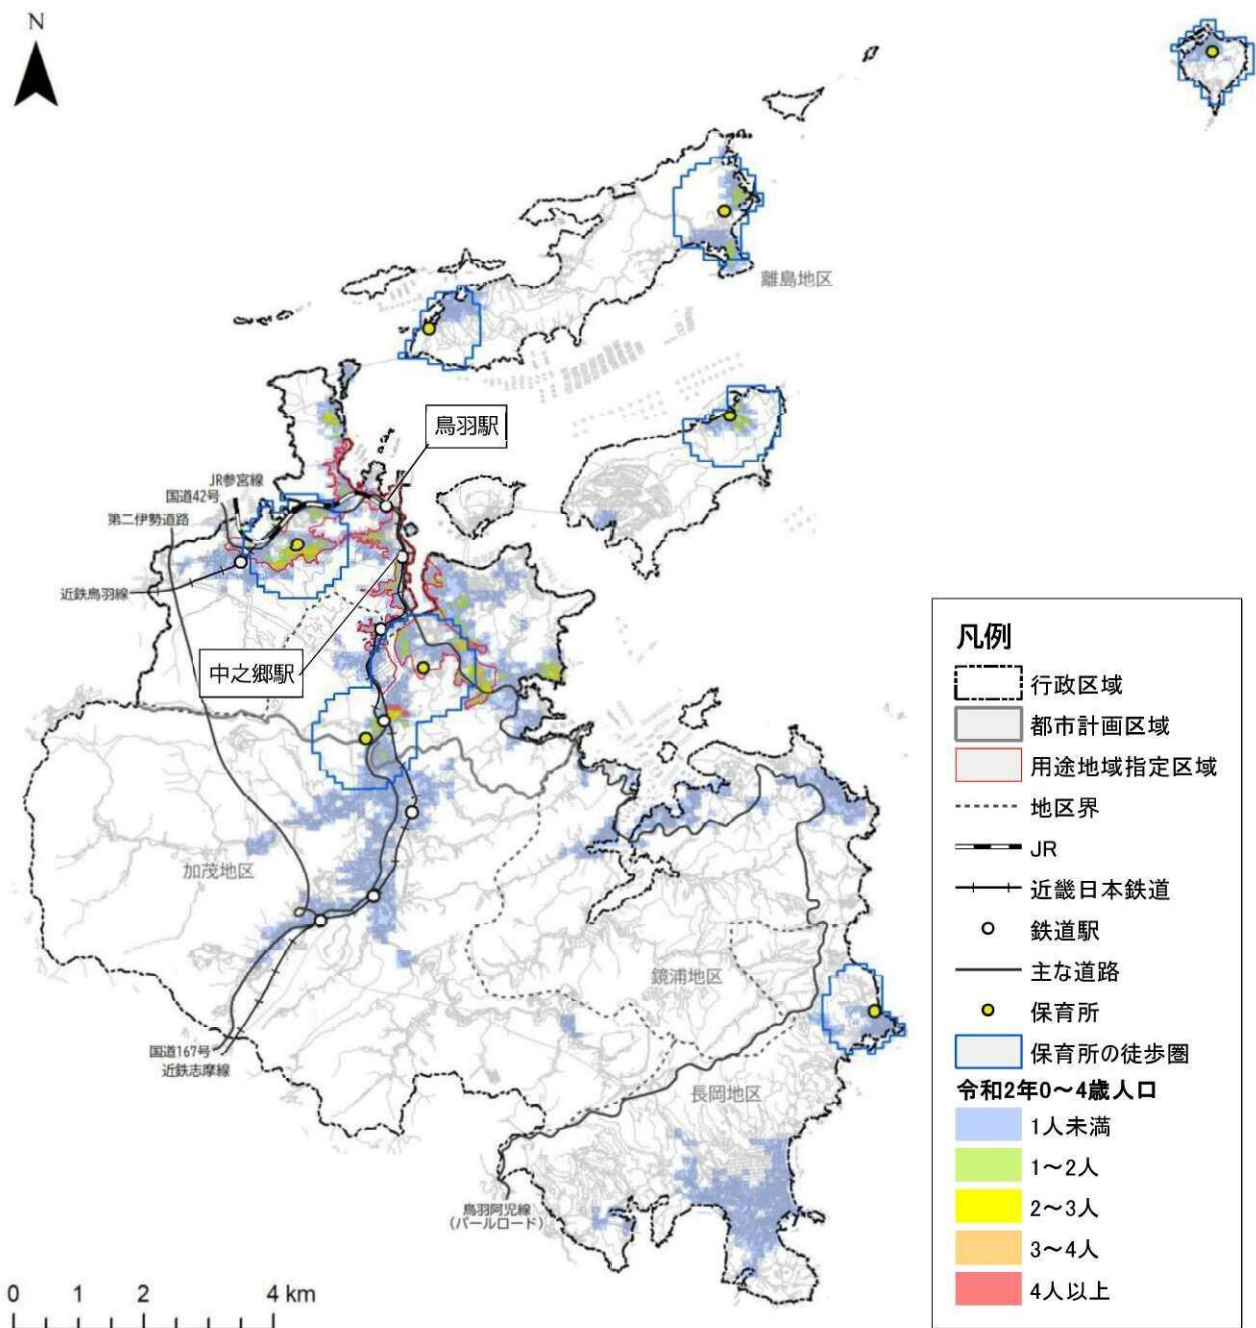 N
離島地区
鳥羽駅
JR参宮線
国道42号
第二伊勢道路
近鉄鳥羽線
中之郷駅
加茂地区
鏡浦地区
国道167号
近鉄志摩線
長岡地区
鳥羽阿児線
(パールロード)
0 1 2 4 km
凡例
行政区域
都市計画区域
用途地域指定区域
地区界
JR
近畿日本鉄道
鉄道駅
主な道路
保育所
保育所の徒歩圏
令和2年0～4歳人口
1人未満
1～2人
2～3人
3～4人
4人以上